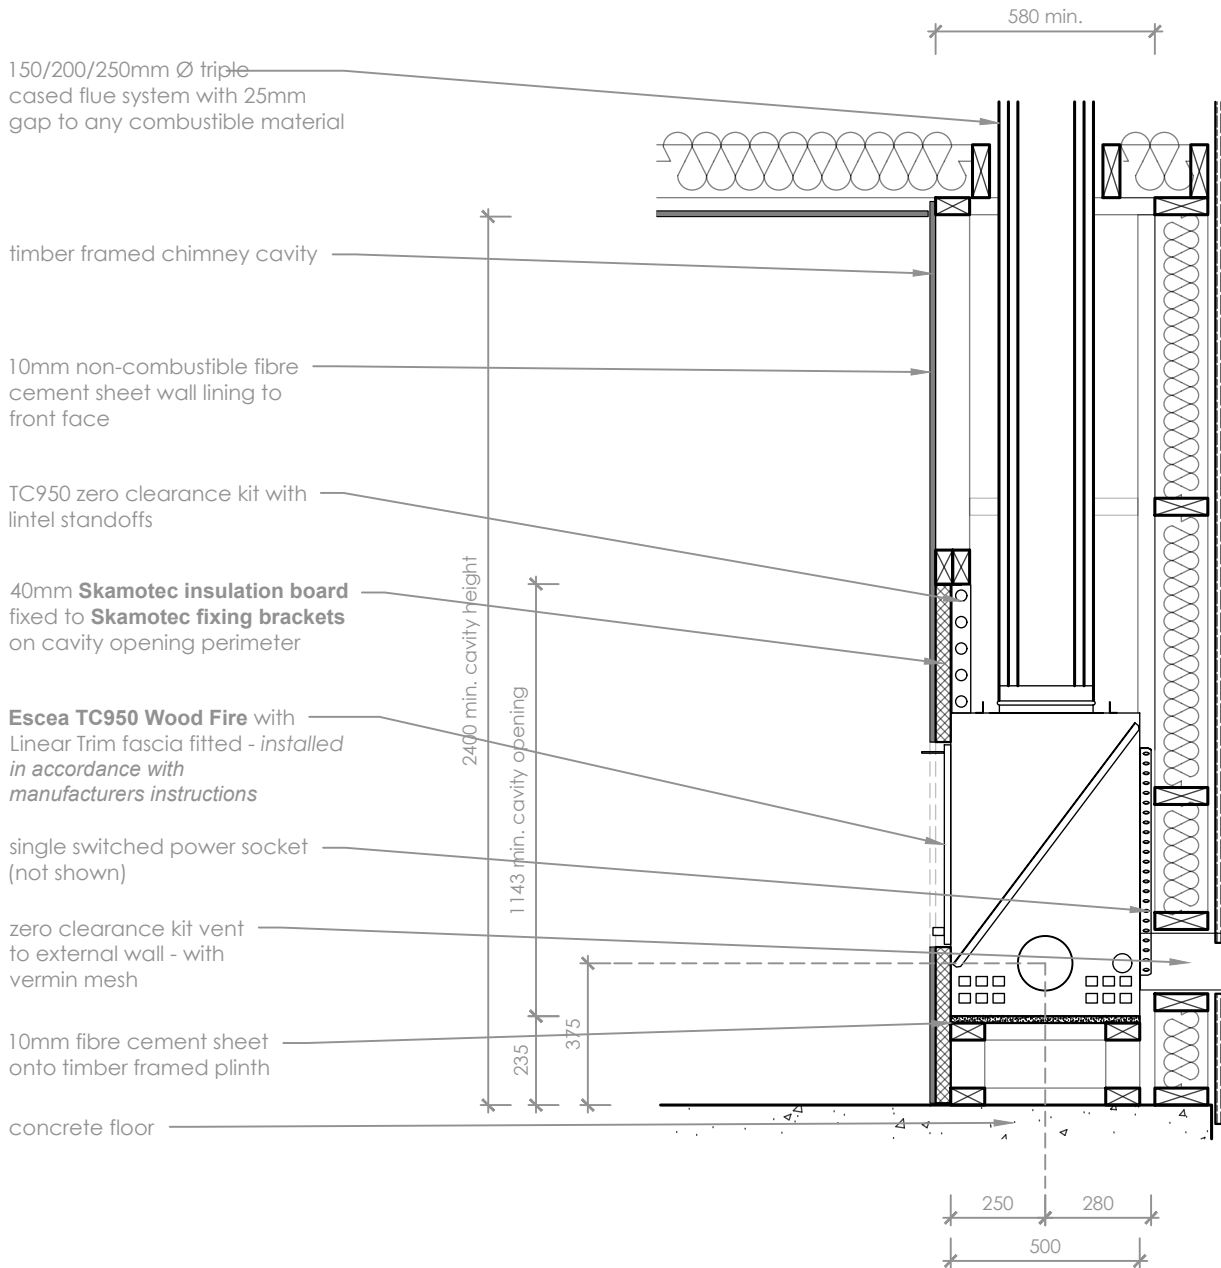 580 min.
150/200/250mm Ø triple
cased flue system with 25mm
gap to any combustible material
timber framed chimney cavity
10mm non-combustible fibre
cement sheet wall lining to
front face
TC950 zero clearance kit with
lintel standoffs
40mm Skamotec insulation board
fixed to Skamotec fixing brackets
on cavity opening perimeter
Escea TC950 Wood Fire with
Linear Trim fascia fitted - installed
in accordance with
manufacturers instructions
single switched power socket
(not shown)
zero clearance kit vent
to external wall - with
vermin mesh
10mm fibre cement sheet
onto timber framed plinth
concrete floor
2400 min. cavity height
1143 min. cavity opening
235
375
250
280
500